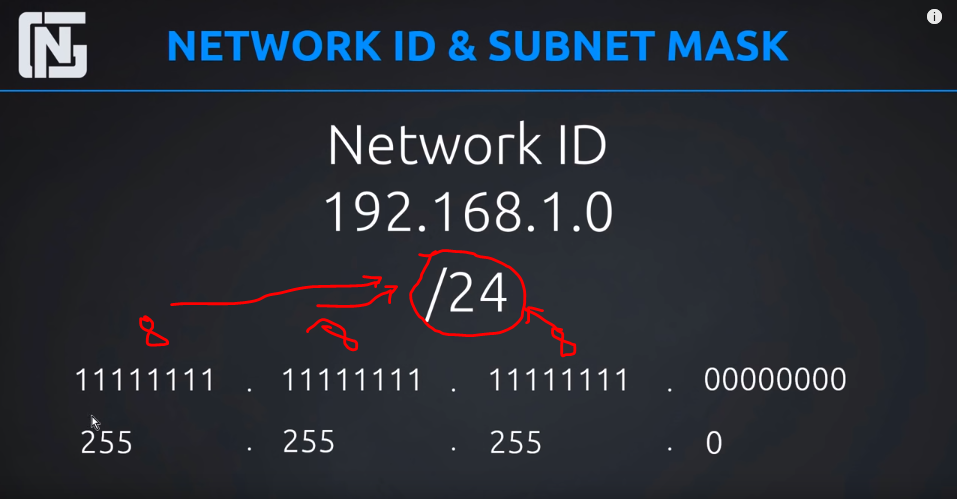 NG
NETWORK ID & SUBNET MASK
i
Network ID
192.168.1.0
/24
8 8 8
11111111 . 11111111 . 11111111 . 00000000
255 . 255 . 255 . 0